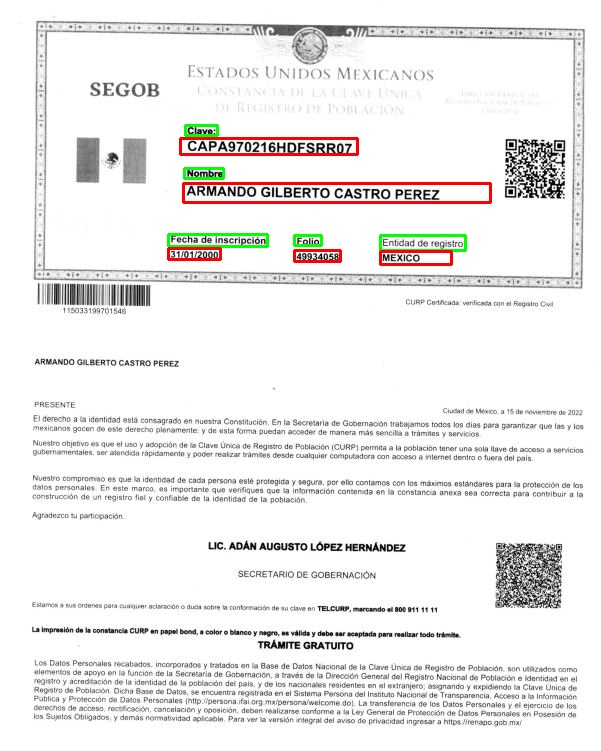 ESTADOS UNIDOS MEXICANOS
SEGOB
CONSTANCIA DE LA CLAVE ÚNICA
DE REGISTRO DE POBLACIÓN
DIRECCIÓN GENERAL DEL
REGISTRO NACIONAL DE POBLACIÓN
E IDENTIDAD
Clave:
CAPA970216HDFSRR07
Nombre
ARMANDO GILBERTO CASTRO PEREZ
Fecha de inscripción Folio Entidad de registro
31/01/2000 49934058 MEXICO
115033199701546
CURP Certificada: verificada con el Registro Civil
ARMANDO GILBERTO CASTRO PEREZ
PRESENTE
Ciudad de México, a 15 de noviembre de 2022
El derecho a la identidad está consagrado en nuestra Constitución. En la Secretaría de Gobernación trabajamos todos los días para garantizar que las y los
mexicanos gocen de este derecho plenamente; y de esta forma puedan acceder de manera más sencilla a trámites y servicios.
Nuestro objetivo es que el uso y adopción de la Clave Única de Registro de Población (CURP) permita a la población tener una sola llave de acceso a servicios
gubernamentales, ser atendida rápidamente y poder realizar trámites desde cualquier computadora con acceso a internet dentro o fuera del país.
Nuestro compromiso es que la identidad de cada persona esté protegida y segura, por ello contamos con los máximos estándares para la protección de los
datos personales. En este marco, es importante que verifiques que la información contenida en la constancia anexa sea correcta para contribuir a la
construcción de un registro fiel y confiable de la identidad de la población.
Agradezco tu participación.
LIC. ADÁN AUGUSTO LÓPEZ HERNÁNDEZ
SECRETARIO DE GOBERNACIÓN
Estamos a sus órdenes para cualquier aclaración o duda sobre la conformación de su clave en TELCURP, marcando el 800 911 11 11
La impresión de la constancia CURP en papel bond, a color o blanco y negro, es válida y debe ser aceptada para realizar todo trámite.
TRÁMITE GRATUITO
Los Datos Personales recabados, incorporados y tratados en la Base de Datos Nacional de la Clave Única de Registro de Población, son utilizados como
elementos de apoyo en la función de la Secretaría de Gobernación, a través de la Dirección General del Registro Nacional de Población e Identidad en el
registro y acreditación de la identidad de la población del país, y de los nacionales residentes en el extranjero; asignando y expidiendo la Clave Única de
Registro de Población. Dicha Base de Datos, se encuentra registrada en el Sistema Persona del Instituto Nacional de Transparencia, Acceso a la Información
Pública y Protección de Datos Personales (http://persona.ifai.org.mx/persona/welcome.do). La transferencia de los Datos Personales y el ejercicio de los
derechos de acceso, rectificación, cancelación y oposición, deben realizarse conforme a la Ley General de Protección de Datos Personales en Posesión de
los Sujetos Obligados, y demás normatividad aplicable. Para ver la versión integral del aviso de privacidad ingresar a https://renapo.gob.mx/